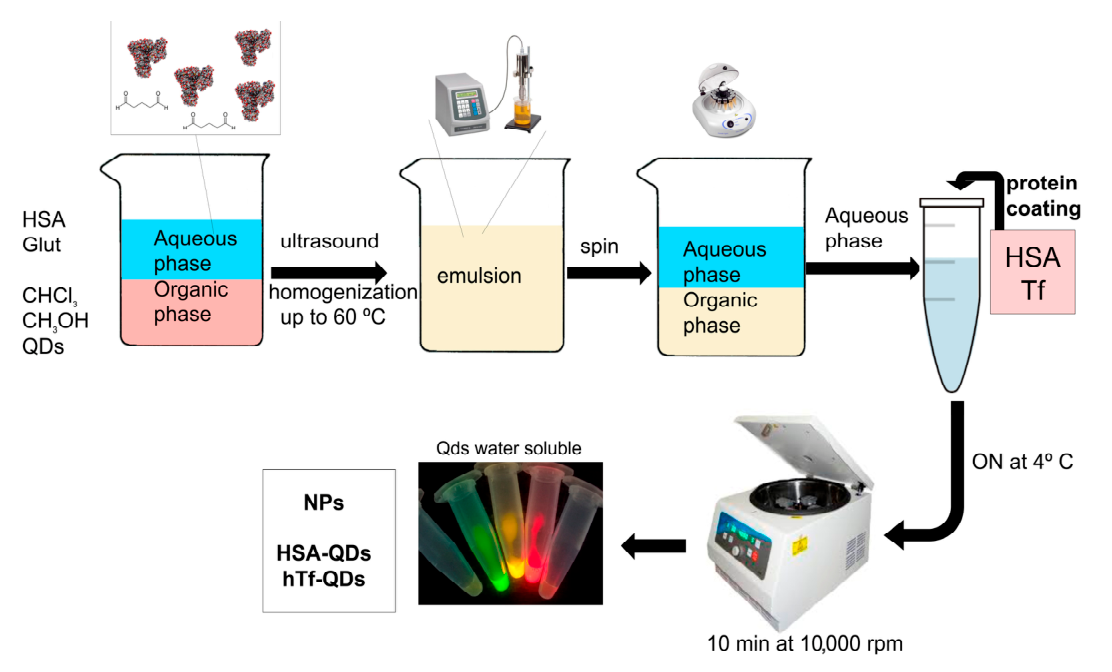 O O
H H
O O
H H
HSA
Glut
CHCl₃
CH₃OH
QDs
Aqueous
phase
Organic
phase
ultrasound
homogenization
up to 60 ºC
emulsion
spin
Aqueous
phase
Organic
phase
Aqueous
phase
protein
coating
HSA
Tf
ON at 4º C
10 min at 10,000 rpm
Qds water soluble
NPs
HSA-QDs
hTf-QDs